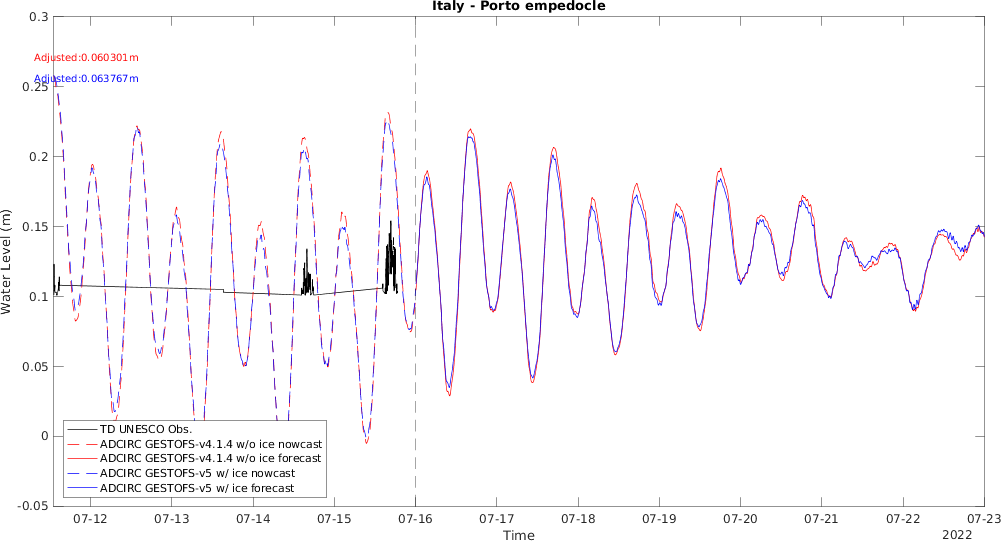 Italy - Porto empedocle
0.3
Adjusted:0.060301m
Adjusted:0.063767m
0.25
0.2
0.15
0.1
0.05
0
-0.05
Water Level (m)
TD UNESCO Obs.
ADCIRC GESTOFS-v4.1.4 w/o ice nowcast
ADCIRC GESTOFS-v4.1.4 w/o ice forecast
ADCIRC GESTOFS-v5 w/ ice nowcast
ADCIRC GESTOFS-v5 w/ ice forecast
07-12 07-13 07-14 07-15 07-16 07-17 07-18 07-19 07-20 07-21 07-22 07-23
Time
2022